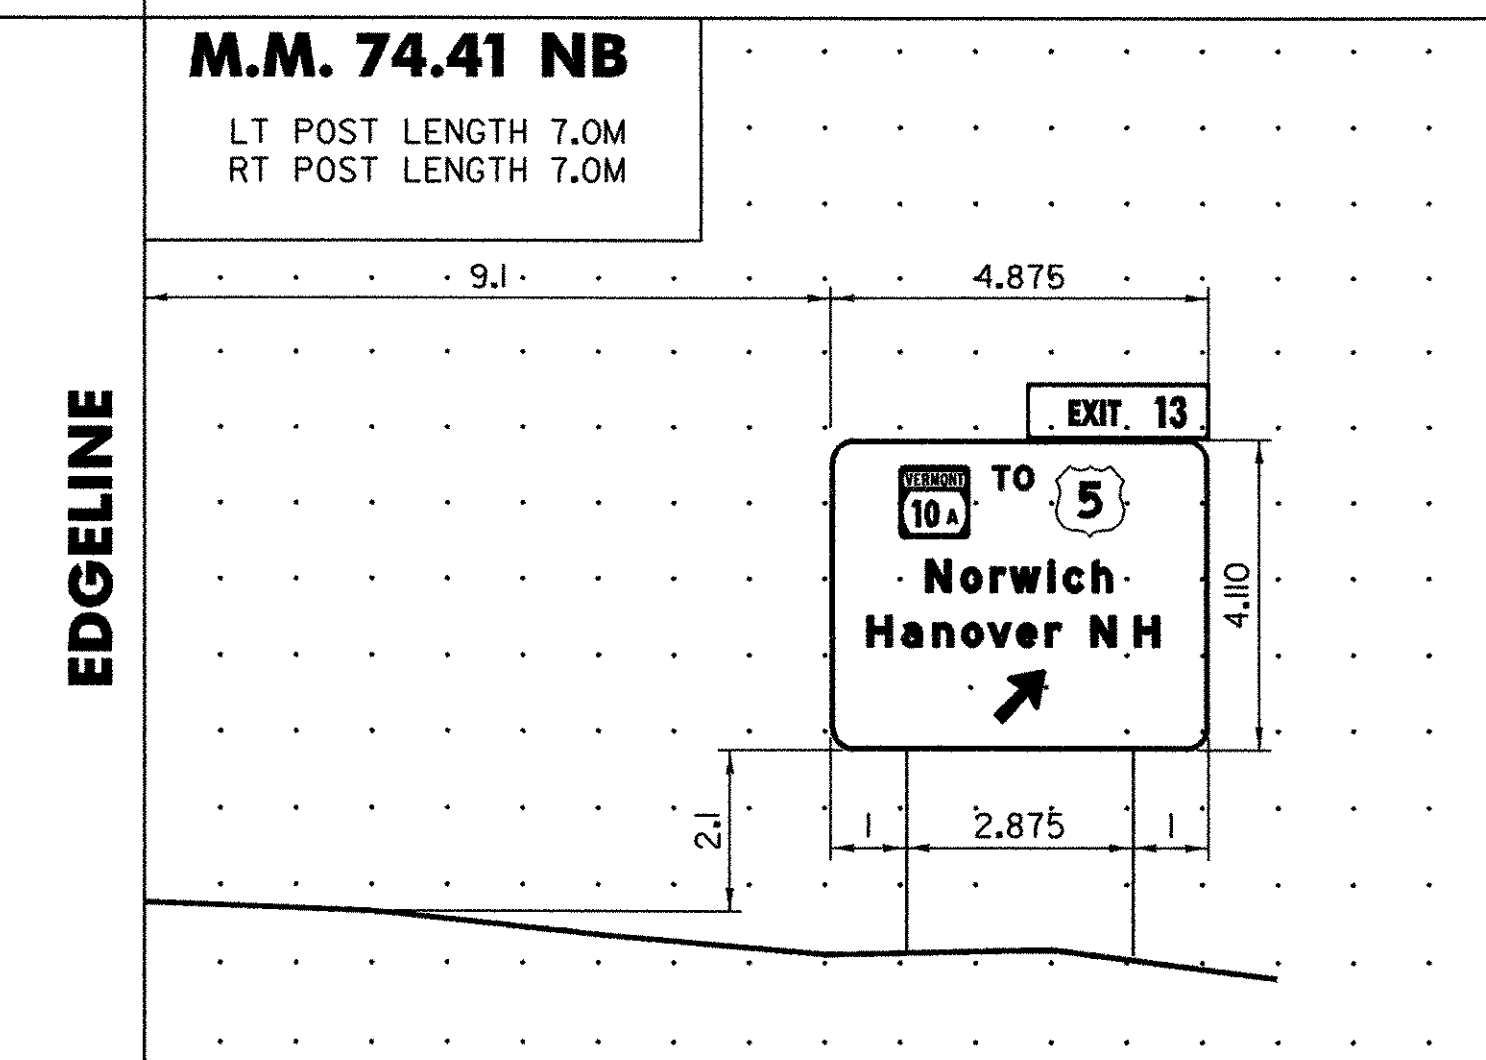 M.M. 74.41 NB
LT POST LENGTH 7.0M
RT POST LENGTH 7.0M
9.1
4.875
EDGELINE
EXIT 13
VERMONT
10 A
TO
5
Norwich
Hanover NH
4.110
2.1
1
2.875
1